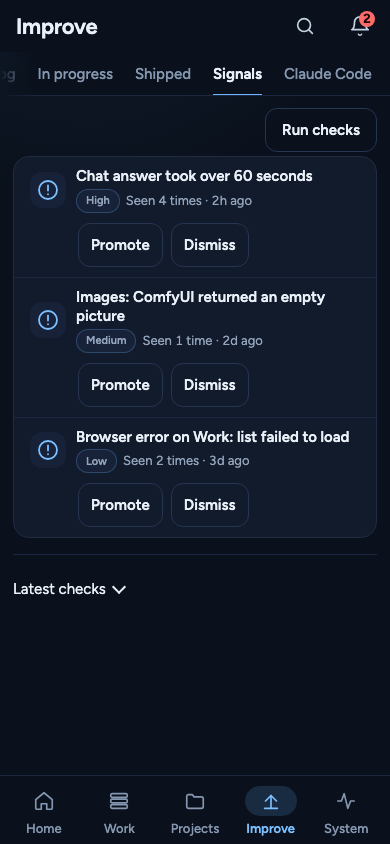 Improve
2
og In progress Shipped Signals Claude Code
Run checks
Chat answer took over 60 seconds
High Seen 4 times · 2h ago
Promote Dismiss
Images: ComfyUI returned an empty
picture
Medium Seen 1 time · 2d ago
Promote Dismiss
Browser error on Work: list failed to load
Low Seen 2 times · 3d ago
Promote Dismiss
Latest checks
Home Work Projects Improve System